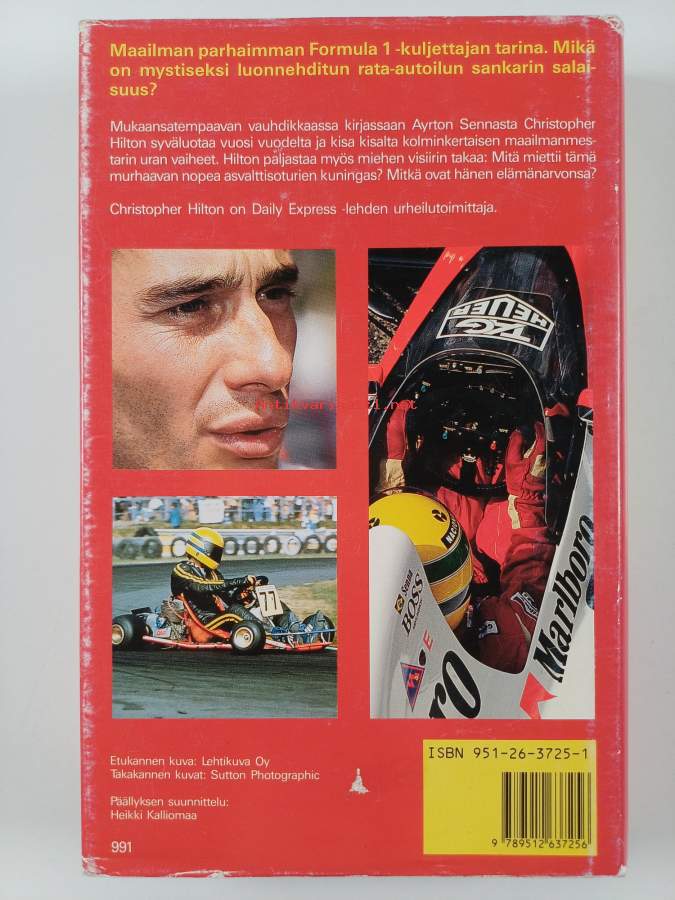 Maailman parhaimman Formula 1 -kuljettajan tarina. Mikä
on mystiseksi luonnehditun rata-autoilun sankarin salai-
suus?
Mukaansatempaavan vauhdikkaassa kirjassaan Ayrton Sennasta Christopher
Hilton syväluotaa vuosi vuodelta ja kisa kisalta kolminkertaisen maailmanmes-
tarin uran vaiheet. Hilton paljastaa myös miehen visiirin takaa: Mitä miettii tämä
murhaavan nopea asvalttisoturien kuningas? Mitkä ovat hänen elämänarvonsa?
Christopher Hilton on Daily Express -lehden urheilutoimittaja.
TAG
HEUER
77
Senna
BOSS
E
Marlboro
ro
Etukannen kuva: Lehtikuva Oy
Takakannen kuvat: Sutton Photographic
Päällyksen suunnittelu:
Heikki Kalliomaa
991
ISBN 951-26-3725-1
9 789512 637256